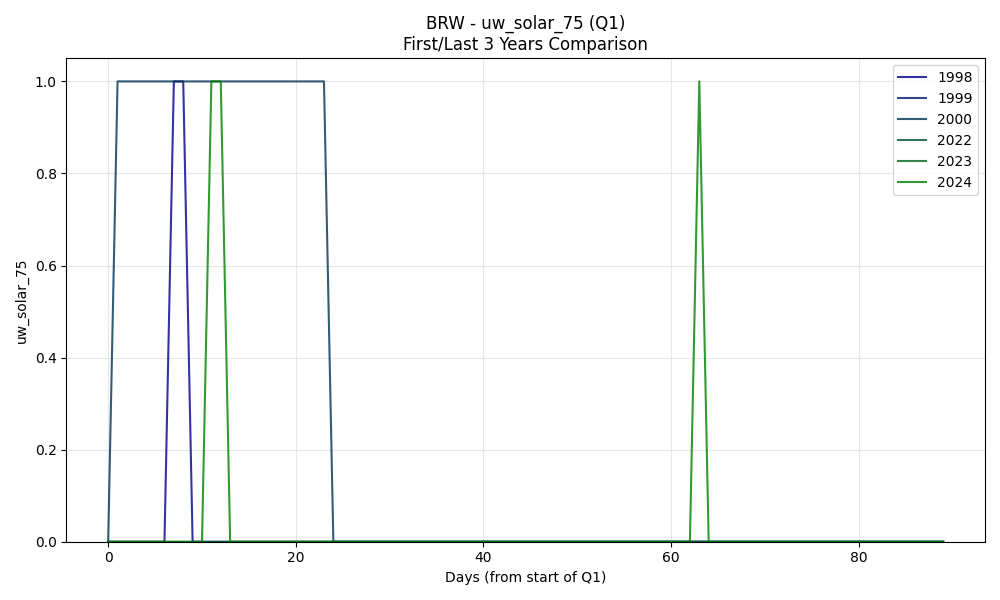 BRW - uw_solar_75 (Q1)
First/Last 3 Years Comparison
uw_solar_75
1.0
0.8
0.6
0.4
0.2
0.0
0 20 40 60 80
Days (from start of Q1)
1998
1999
2000
2022
2023
2024